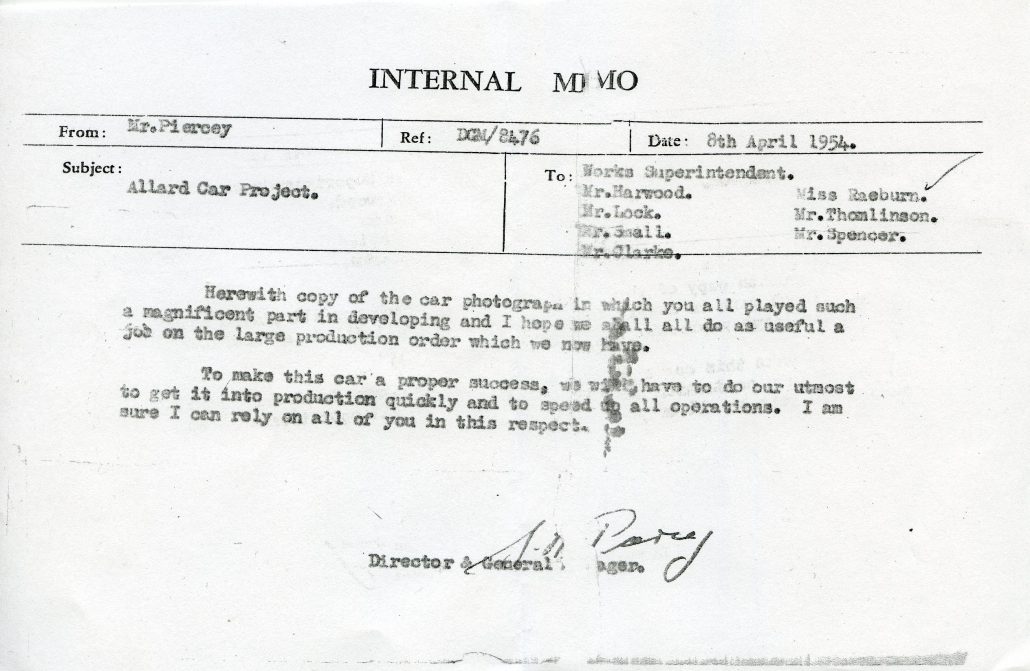 INTERNAL MEMO
From: Mr.Piercey Ref: DGM/8476 Date: 8th April 1954.
Subject: To: Works Superintendent.
Allard Car Project. Mr.Harwood. Miss Raeburn.
Mr.Lock. Mr.Thomlinson.
Mr.Small. Mr.Spencer.
Mr.Clarke.
Herewith copy of the car photograph in which you all played such
a magnificent part in developing and I hope we shall all do as useful a
job on the large production order which we now have.
To make this car a proper success, we will have to do our utmost
to get it into production quickly and to speed up all operations. I am
sure I can rely on all of you in this respect.
Director & General Manager.